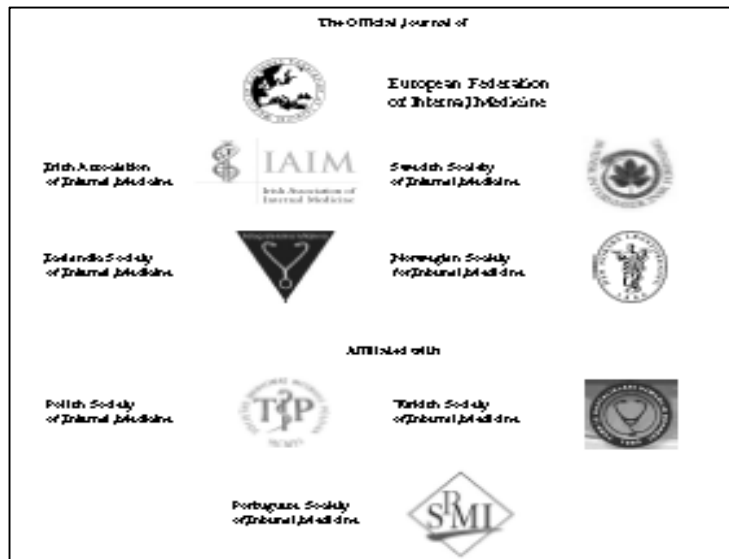 The Official Journal of
European Federation
of Internal Medicine
Irish Association
of Internal Medicine
IAIM
Irish Association of
Internal Medicine
Swedish Society
of Internal Medicine
Icelandic Society
of Internal Medicine
Norwegian Society
for Internal Medicine
Affiliated with
Polish Society
of Internal Medicine
TIP
Turkish Society
of Internal Medicine
Portuguese Society
of Internal Medicine
SPMI